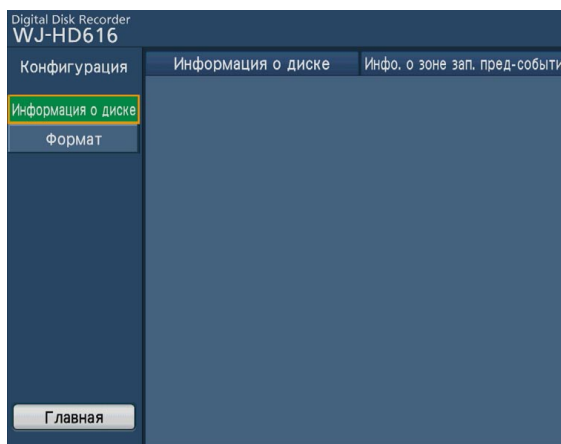 Digital Disk Recorder
WJ-HD616
Конфигурация
Информация о диске
Инфо. о зоне зап. пред-событи
Информация о диске
Формат
Главная